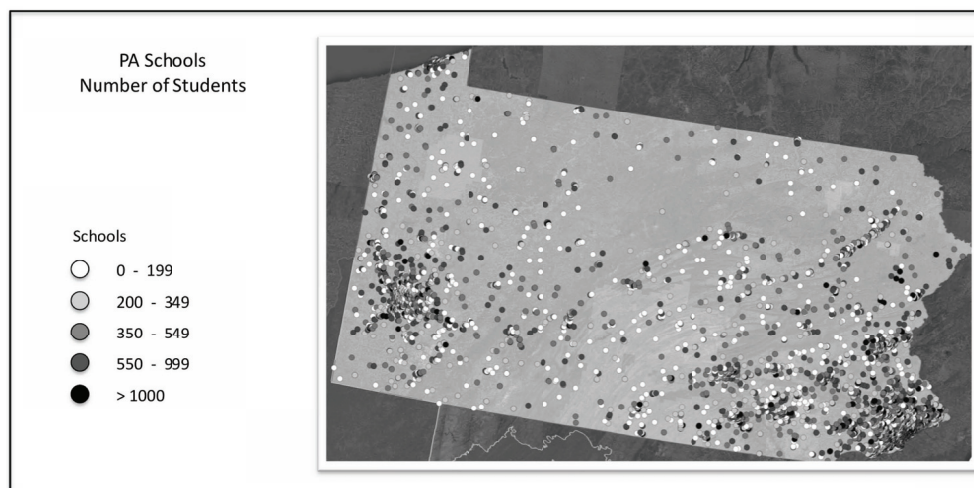 PA Schools
Number of Students
Schools
0 - 199
200 - 349
350 - 549
550 - 999
> 1000